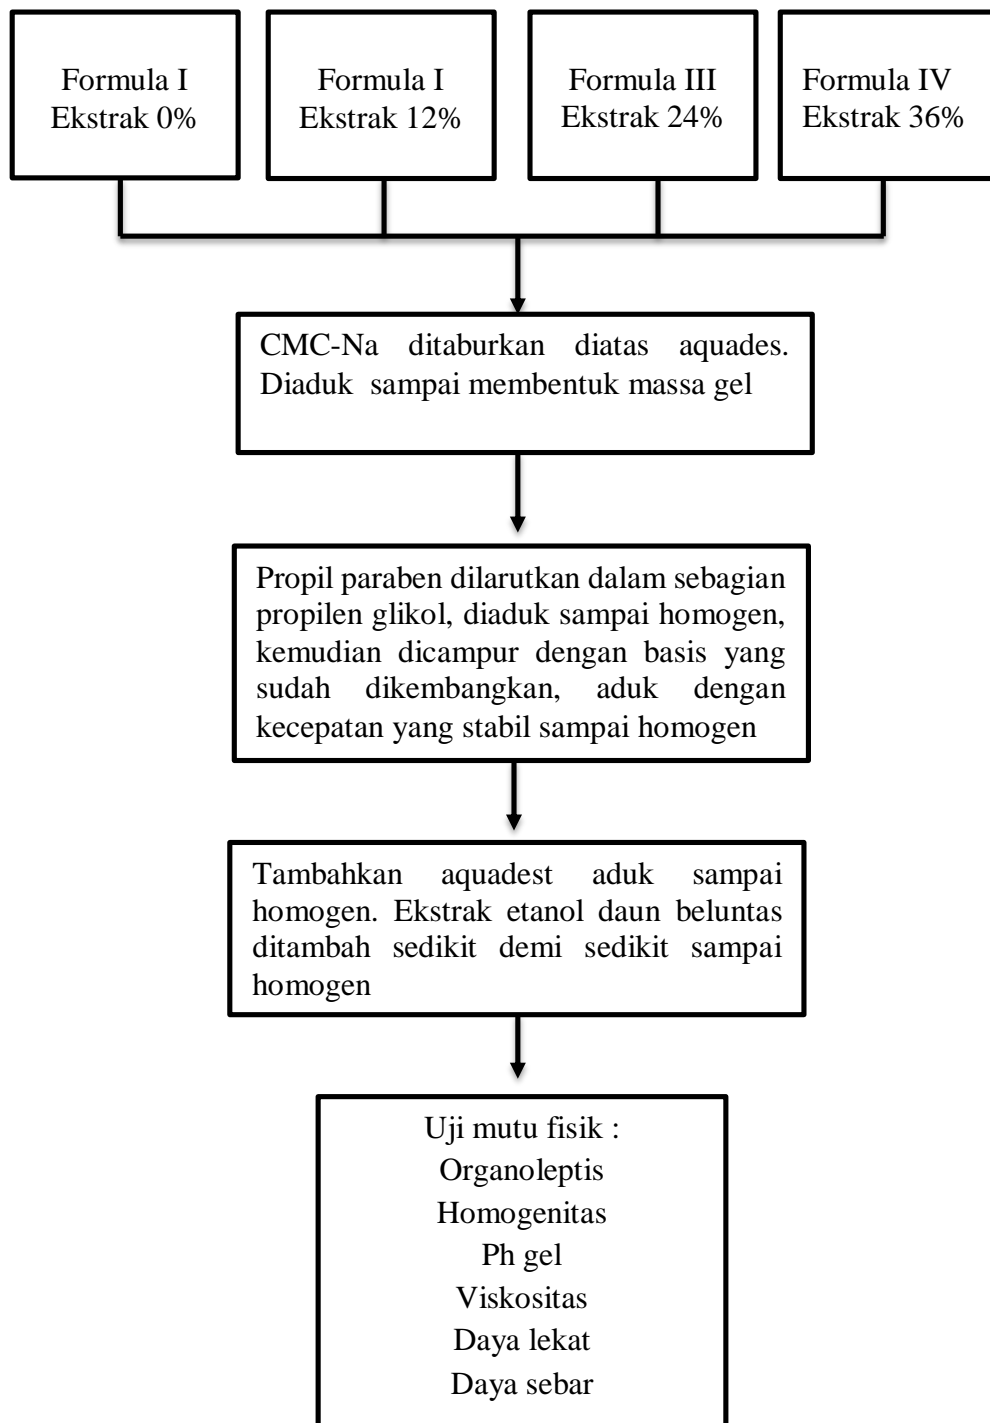 Formula I
Ekstrak 0%
Formula I
Ekstrak 12%
Formula III
Ekstrak 24%
Formula IV
Ekstrak 36%
CMC-Na ditaburkan diatas aquades.
Diaduk sampai membentuk massa gel
Propil paraben dilarutkan dalam sebagian
propilen glikol, diaduk sampai homogen,
kemudian dicampur dengan basis yang
sudah dikembangkan, aduk dengan
kecepatan yang stabil sampai homogen
Tambahkan aquadest aduk sampai
homogen. Ekstrak etanol daun beluntas
ditambah sedikit demi sedikit sampai
homogen
Uji mutu fisik :
Organoleptis
Homogenitas
Ph gel
Viskositas
Daya lekat
Daya sebar